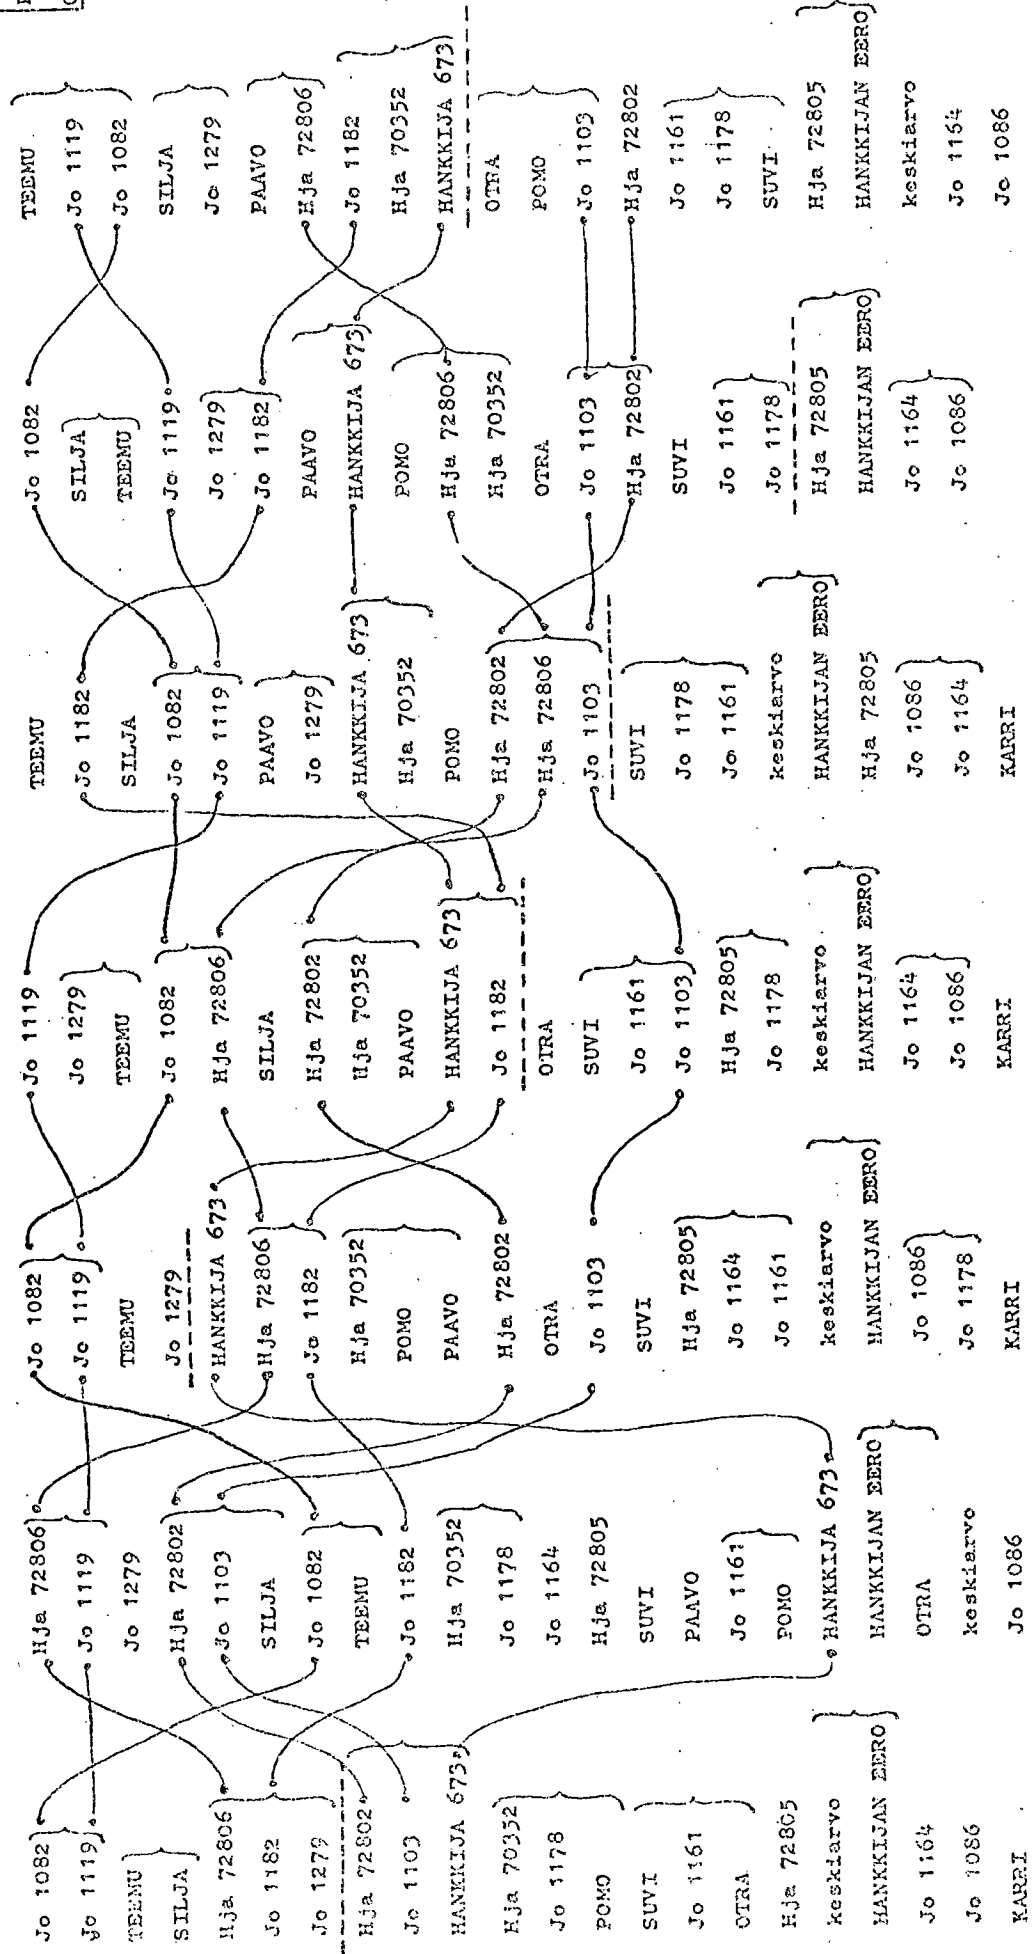 Jo 1082
Jo 1119
TEEMU
SILJA
Hja 72806
Jo 1182
Jo 1279
Hja 72802
Jo 1103
HANKKIJA 673
Hja 70352
Jo 1178
POMO
SUVI
Jo 1161
OTRA
Hja 72805
keskiarvo
HANKKIJAN EERO
Jo 1164
Jo 1086
KARRI
Hja 72806
Jo 1119
Jo 1279
Hja 72802
Jo 1103
SILJA
Jo 1082
TEEMU
Jo 1182
Hja 70352
Jo 1178
Jo 1164
Hja 72805
SUVI
PAAVO
Jo 1161
POMO
HANKKIJA 673
HANKKIJAN EERO
OTRA
keskiarvo
Jo 1086
Jo 1082
Jo 1119
TEEMU
Jo 1279
HANKKIJA 673
Hja 72806
Jo 1182
Hja 70352
POMO
PAAVO
Hja 72802
OTRA
Jo 1103
SUVI
Hja 72805
Jo 1164
Jo 1161
keskiarvo
HANKKIJAN EERO
Jo 1086
Jo 1178
KARRI
Jo 1119
Jo 1279
TEEMU
Jo 1082
Hja 72806
SILJA
Hja 72802
Hja 70352
PAAVO
HANKKIJA 673
Jo 1182
OTRA
SUVI
Jo 1161
Jo 1103
Hja 72805
Jo 1178
keskiarvo
HANKKIJAN EERO
Jo 1164
Jo 1086
KARRI
TEEMU
Jo 1182
SILJA
Jo 1082
Jo 1119
PAAVO
Jo 1279
HANKKIJA 673
Hja 70352
POMO
Hja 72802
Hja 72806
Jo 1103
SUVI
Jo 1178
Jo 1161
keskiarvo
HANKKIJAN EERO
Hja 72805
Jo 1086
Jo 1164
KARRI
Jo 1082
SILJA
TEEMU
Jo 1119
Jo 1279
Jo 1182
PAAVO
HANKKIJA 673
POMO
Hja 72806
Hja 70352
OTRA
Jo 1103
Hja 72802
SUVI
Jo 1161
Jo 1178
Hja 72805
HANKKIJAN EERO
Jo 1164
Jo 1086
TEEMU
Jo 1119
Jo 1082
SILJA
Jo 1279
PAAVO
Hja 72806
Jo 1182
Hja 70352
HANKKIJA 673
OTRA
POMO
Jo 1103
Hja 72802
Jo 1161
Jo 1178
SUVI
Hja 72805
HANKKIJAN EERO
keskiarvo
Jo 1164
Jo 1086